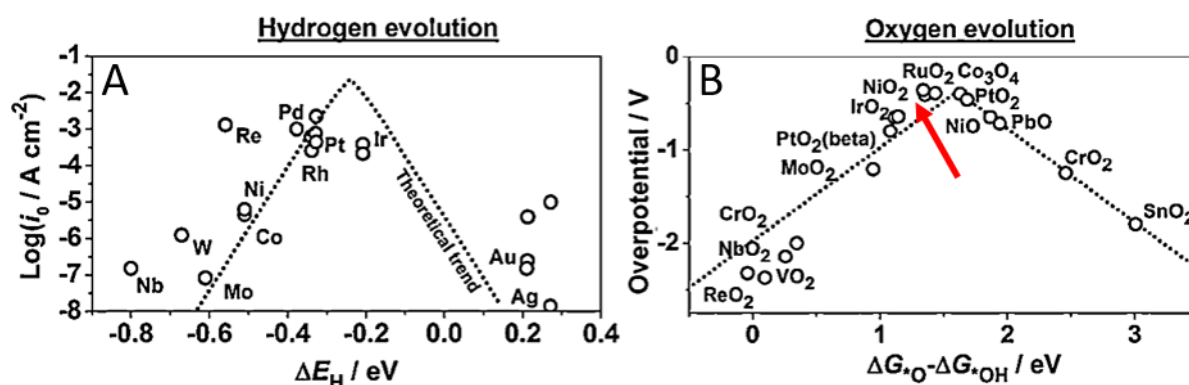 Hydrogen evolution
A
Log(i₀ / A cm⁻²)
-1
-2
-3
-4
-5
-6
-7
-8
Pd
Re
Pt
Ir
Rh
Ni
Co
W
Nb
Mo
Au
Ag
Theoretical trend
-0.8
-0.6
-0.4
-0.2
0.0
0.2
0.4
ΔE_H / eV
Oxygen evolution
B
Overpotential / V
0
-1
-2
RuO₂ Co₃O₄
NiO₂
PtO₂
IrO₂
NiO
PbO
PtO₂(beta)
MoO₂
CrO₂
CrO₂
SnO₂
NbO₂
VO₂
ReO₂
0
1
2
3
ΔG*O-ΔG*OH / eV